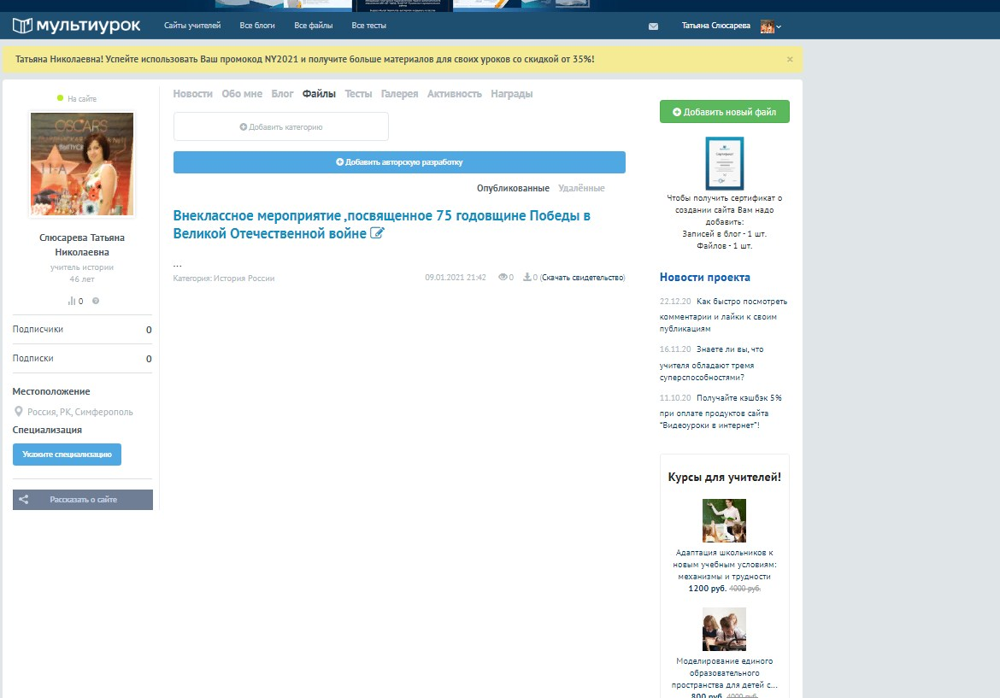 мультиурок
Сайты учителей
Все блоги
Все файлы
Все тесты
Татьяна Слюсарева
Татьяна Николаевна! Успейте использовать Ваш промокод NY2021 и получите больше материалов для своих уроков со скидкой от 35%!
×
На сайте
OSCARS
11-А
Слюсарева Татьяна
Николаевна
учитель истории
46 лет
0
Подписчики 0
Подписки 0
Местоположение
Россия, РК, Симферополь
Специализация
Укажите специализацию
Рассказать о сайте
Новости Обо мне Блог Файлы Тесты Галерея Активность Награды
Добавить категорию
Добавить авторскую разработку
Опубликованные Удалённые
Внеклассное мероприятие ,посвященное 75 годовщине Победы в
Великой Отечественной войне
...
Категория: История России 09.01.2021 21:42 0 0 (Скачать свидетельство)
Добавить новый файл
Чтобы получить сертификат о
создании сайта Вам надо
добавить:
Записей в блог - 1 шт.
Файлов - 1 шт.
Новости проекта
22.12.20 Как быстро посмотреть
комментарии и лайки к своим
публикациям
16.11.20 Знаете ли вы, что
учителя обладают тремя
суперспособностями?
11.10.20 Получайте кэшбэк 5%
при оплате продуктов сайта
"Видеоуроки в интернет"!
Курсы для учителей!
Адаптация школьников к
новым учебным условиям:
механизмы и трудности
1200 руб. 4000 руб.
Моделирование единого
образовательного
пространства для детей с...
800 руб. 4000 руб.